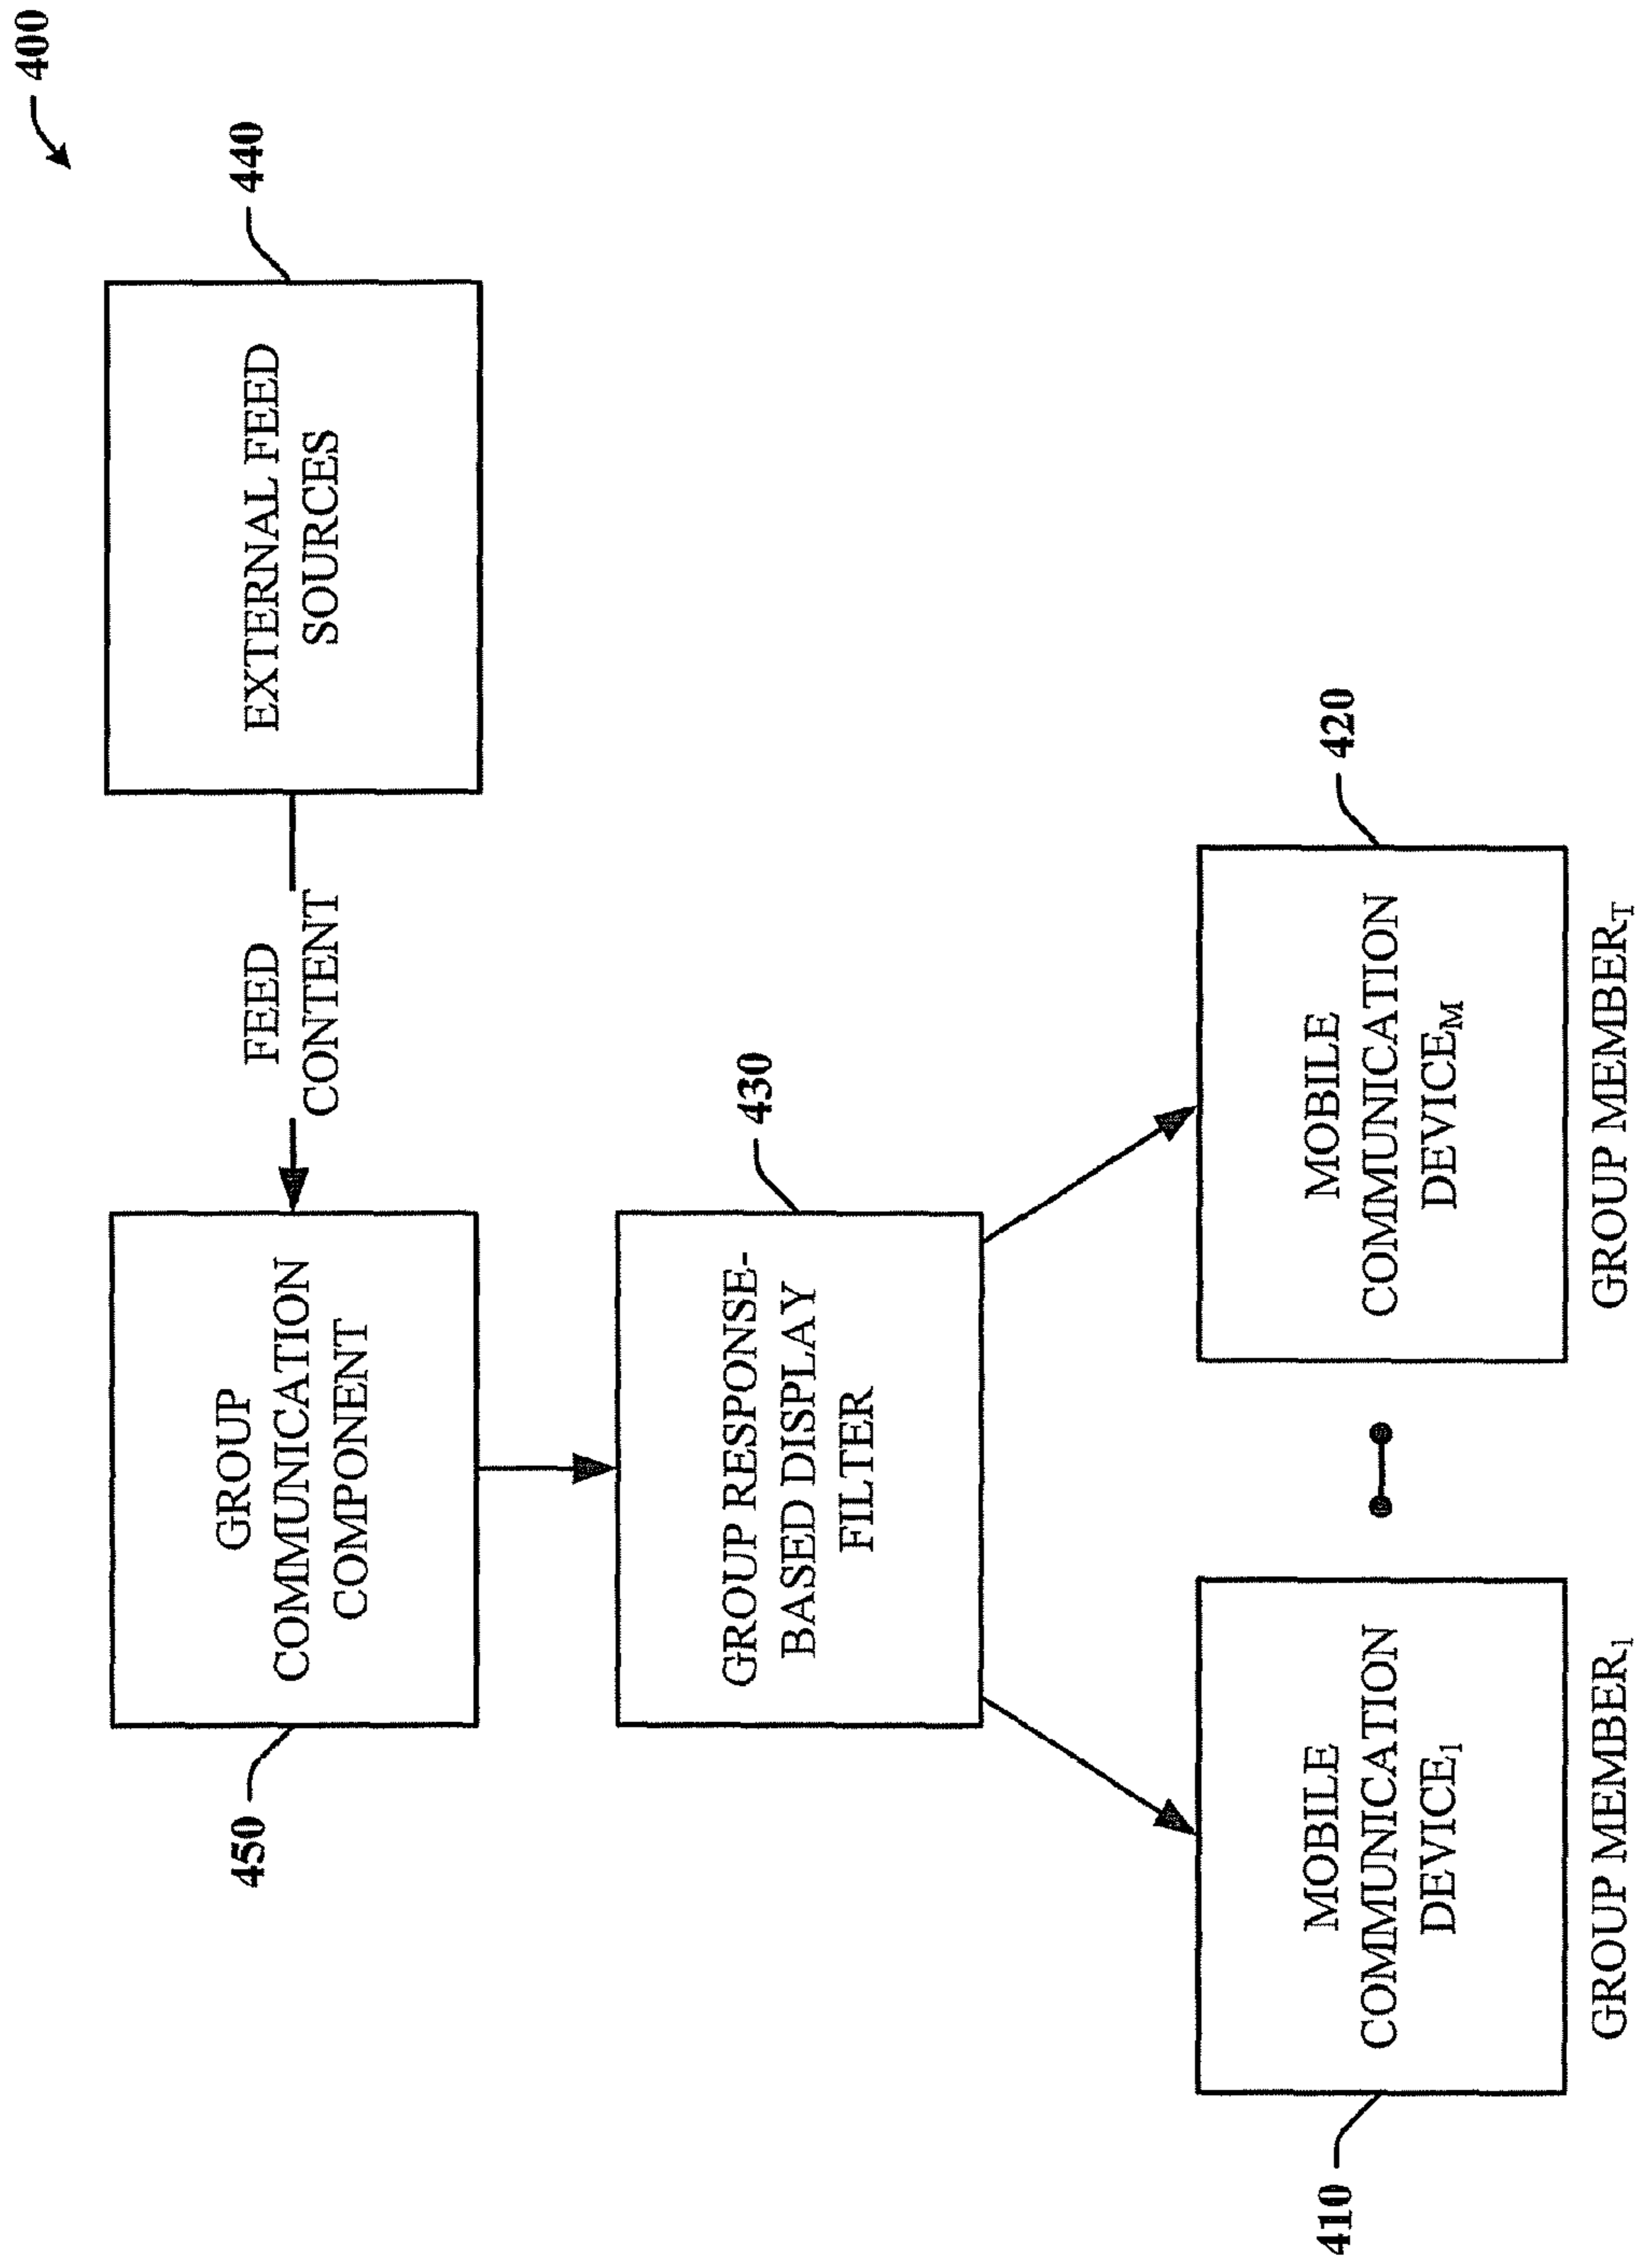 400
440
EXTERNAL FEED
SOURCES
FEED
CONTENT
GROUP
COMMUNICATION
COMPONENT
450
430
GROUP RESPONSE-
BASED DISPLAY
FILTER
MOBILE
COMMUNICATION
DEVICE1
410
GROUP MEMBER1
MOBILE
COMMUNICATION
DEVICEM
420
GROUP MEMBERT